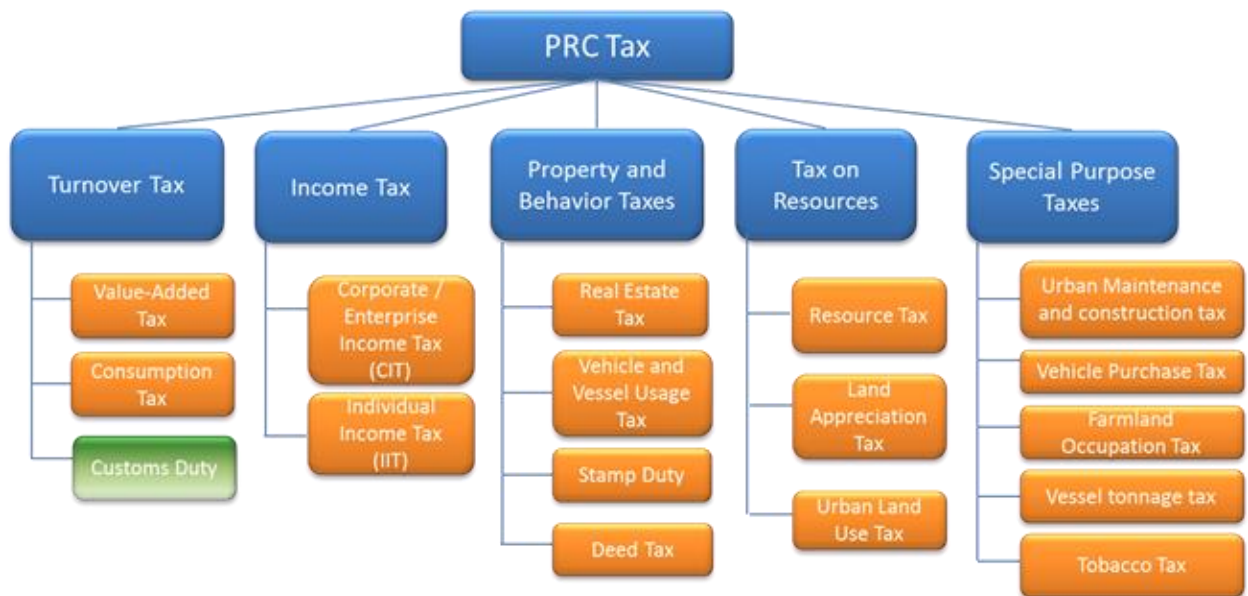 PRC Tax
Turnover Tax
Value-Added
Tax
Consumption
Tax
Customs Duty
Income Tax
Corporate /
Enterprise
Income Tax
(CIT)
Individual
Income Tax
(IIT)
Property and
Behavior Taxes
Real Estate
Tax
Vehicle and
Vessel Usage
Tax
Stamp Duty
Deed Tax
Tax on
Resources
Resource Tax
Land
Appreciation
Tax
Urban Land
Use Tax
Special Purpose
Taxes
Urban Maintenance
and construction tax
Vehicle Purchase Tax
Farmland
Occupation Tax
Vessel tonnage tax
Tobacco Tax